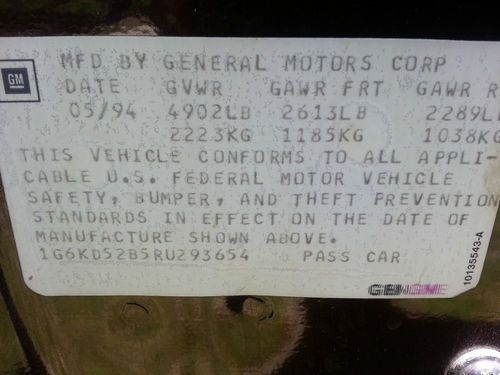 GM
MFD BY GENERAL MOTORS CORP
DATE GVWR GAWR FRT GAWR R
05/94 4902LB 2613LB 2289L
2223KG 1185KG 1038KG
THIS VEHICLE CONFORMS TO ALL APPLI-
CABLE U.S. FEDERAL MOTOR VEHICLE
SAFETY, BUMPER, AND THEFT PREVENTION
STANDARDS IN EFFECT ON THE DATE OF
MANUFACTURE SHOWN ABOVE.
1G6KD52B5RU293654 PASS CAR
10135543-A